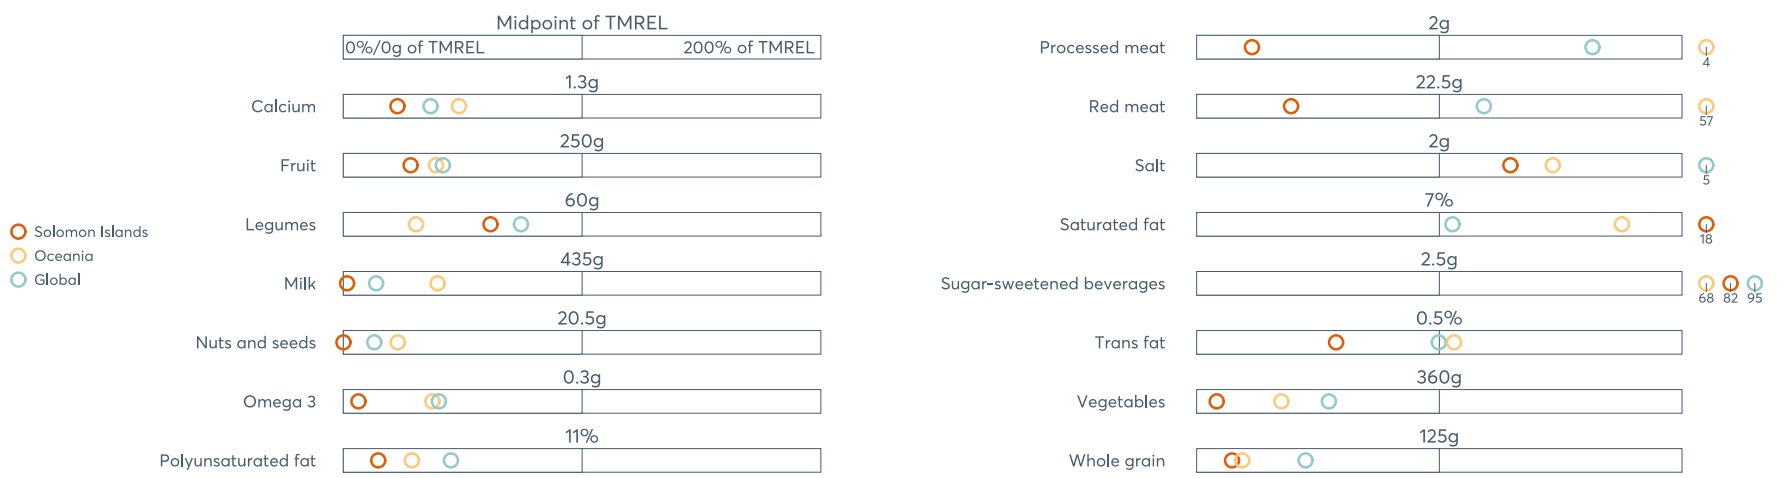 Midpoint of TMREL
0%/0g of TMREL 200% of TMREL
1.3g
Calcium
250g
Fruit
60g
Legumes
435g
Milk
20.5g
Nuts and seeds
0.3g
Omega 3
11%
Polyunsaturated fat
Solomon Islands
Oceania
Global
2g
Processed meat
4
22.5g
Red meat
57
2g
Salt
5
7%
Saturated fat
18
2.5g
Sugar-sweetened beverages
68 82 95
0.5%
Trans fat
360g
Vegetables
125g
Whole grain